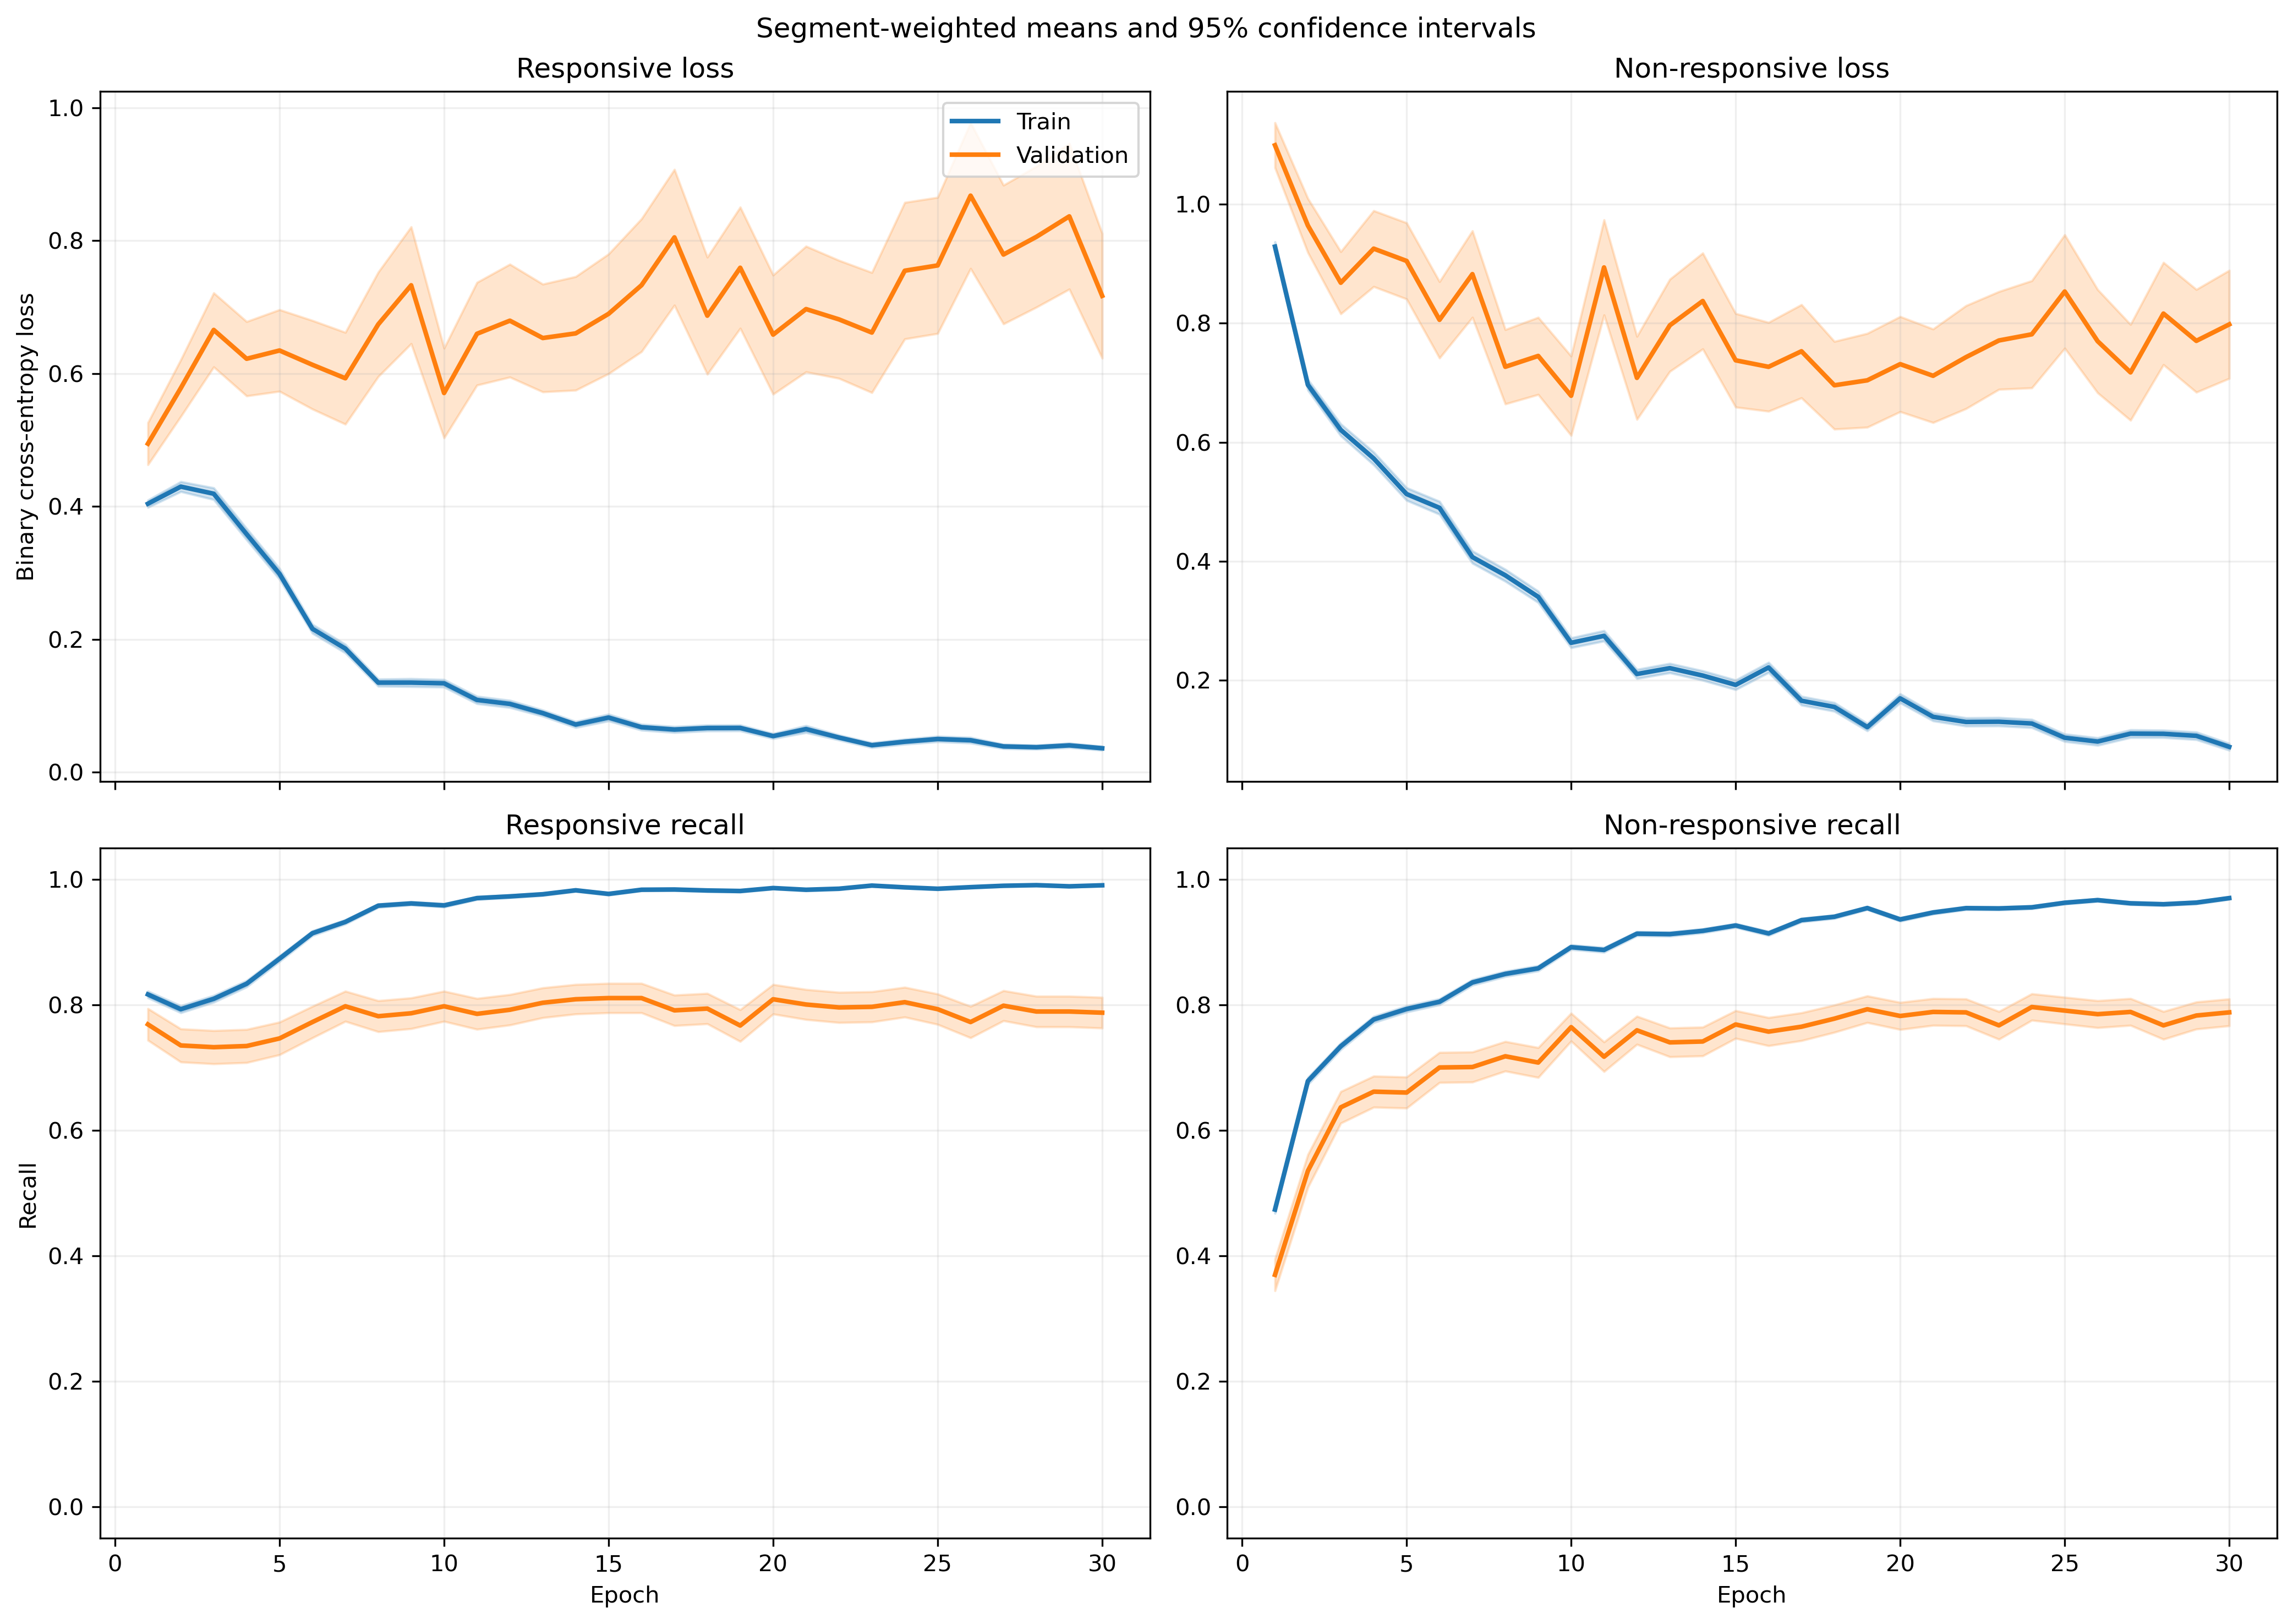 Segment-weighted means and 95% confidence intervals
Responsive loss
Non-responsive loss
Binary cross-entropy loss
1.0
0.8
0.6
0.4
0.2
0.0
Train
Validation
1.0
0.8
0.6
0.4
0.2
Responsive recall
Non-responsive recall
Recall
1.0
0.8
0.6
0.4
0.2
0.0
0 5 10 15 20 25 30
Epoch
1.0
0.8
0.6
0.4
0.2
0.0
0 5 10 15 20 25 30
Epoch